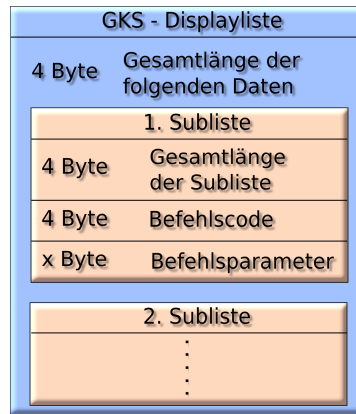 GKS - Displayliste
4 Byte Gesamtlänge der
folgenden Daten
1. Subliste
4 Byte Gesamtlänge
der Subliste
4 Byte Befehlscode
x Byte Befehlsparameter
2. Subliste